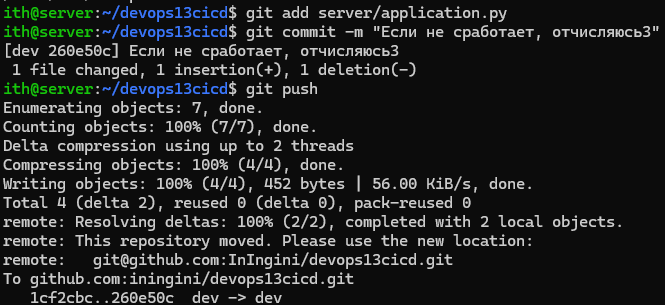 ith@server:~/devops13cicd$ git add server/application.py
ith@server:~/devops13cicd$ git commit -m "Если не сработает, отчисляюсь3"
[dev 260e50c] Если не сработает, отчисляюсь3
 1 file changed, 1 insertion(+), 1 deletion(-)
ith@server:~/devops13cicd$ git push
Enumerating objects: 7, done.
Counting objects: 100% (7/7), done.
Delta compression using up to 2 threads
Compressing objects: 100% (4/4), done.
Writing objects: 100% (4/4), 452 bytes | 56.00 KiB/s, done.
Total 4 (delta 2), reused 0 (delta 0), pack-reused 0
remote: Resolving deltas: 100% (2/2), completed with 2 local objects.
remote: This repository moved. Please use the new location:
remote:   git@github.com:InIngini/devops13cicd.git
To github.com:iningini/devops13cicd.git
   1cf2cbc..260e50c  dev -> dev